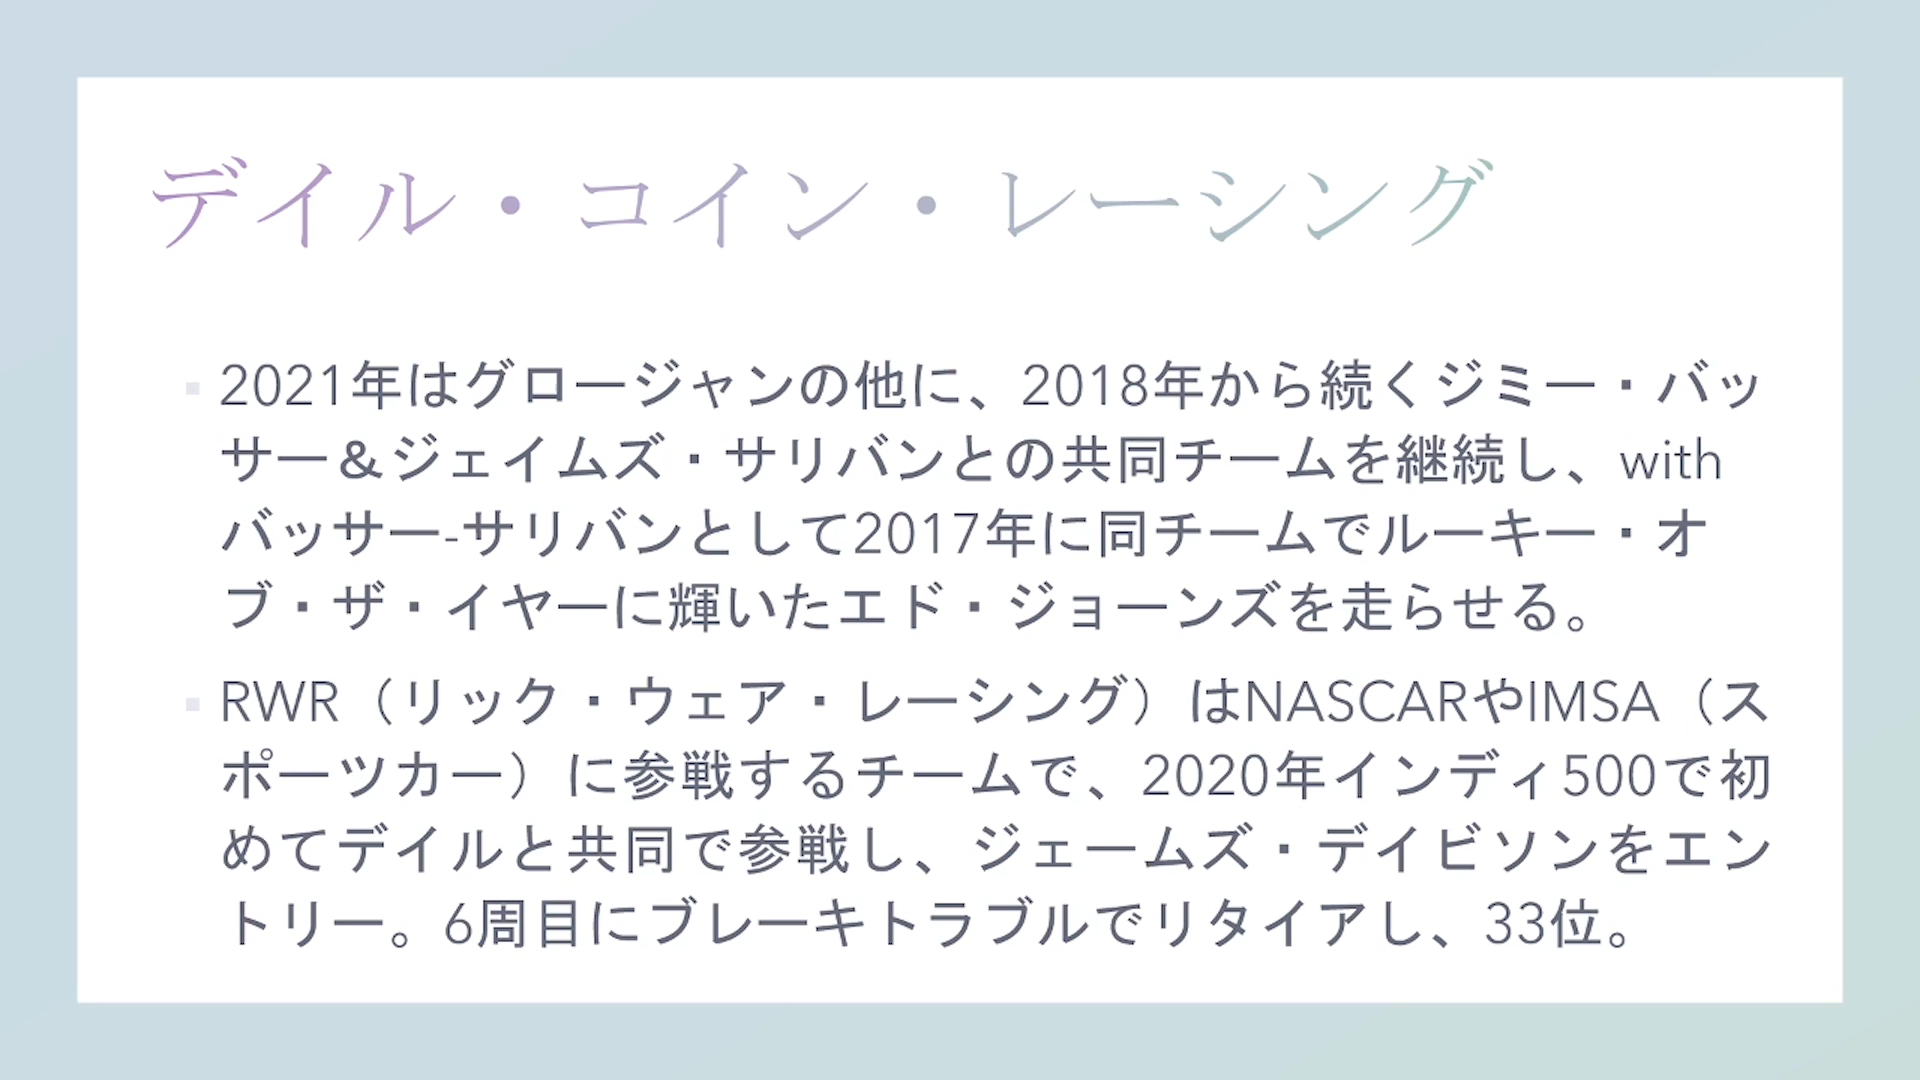 デイル・コイン・レーシング
2021年はグロージャンの他に、2018年から続くジミー・バッ
サー＆ジェイムズ・サリバンとの共同チームを継続し、with
バッサー-サリバンとして2017年に同チームでルーキー・オ
ブ・ザ・イヤーに輝いたエド・ジョーンズを走らせる。
RWR（リック・ウェア・レーシング）はNASCARやIMSA（ス
ポーツカー）に参戦するチームで、2020年インディ500で初
めてデイルと共同で参戦し、ジェームズ・デイビソンをエン
トリー。6周目にブレーキトラブルでリタイアし、33位。